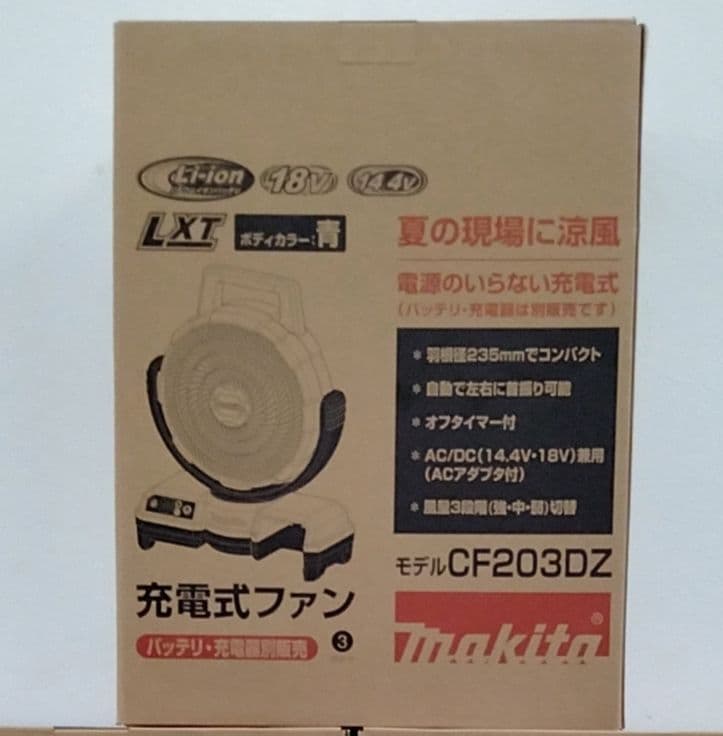 Li-ion
18V
14.4V
LXT
ボディカラー:青
夏の現場に涼風
電源のいらない充電式
(バッテリ・充電器は別販売です)
* 羽根径235mmでコンパクト
* 自動で左右に首振り可能
* オフタイマー付
* AC/DC(14.4V・18V)兼用
(ACアダプタ付)
* 風量3段階(強・中・弱)切替
モデルCF203DZ
充電式ファン
バッテリ・充電器別販売
3
makita®